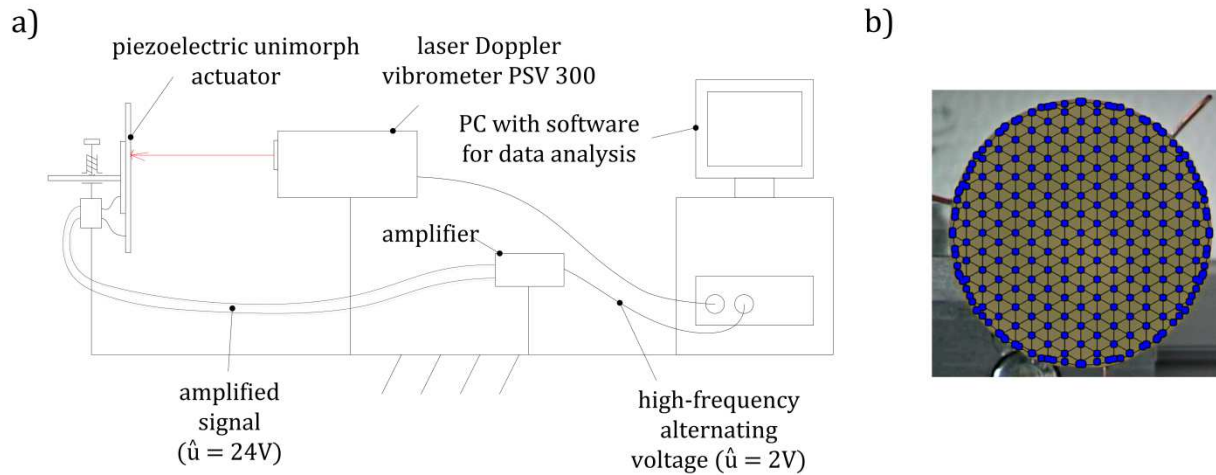 a)
piezoelectric unimorph
actuator
laser Doppler
vibrometer PSV 300
PC with software
for data analysis
amplifier
amplified
signal
(û = 24V)
high-frequency
alternating
voltage (û = 2V)
b)